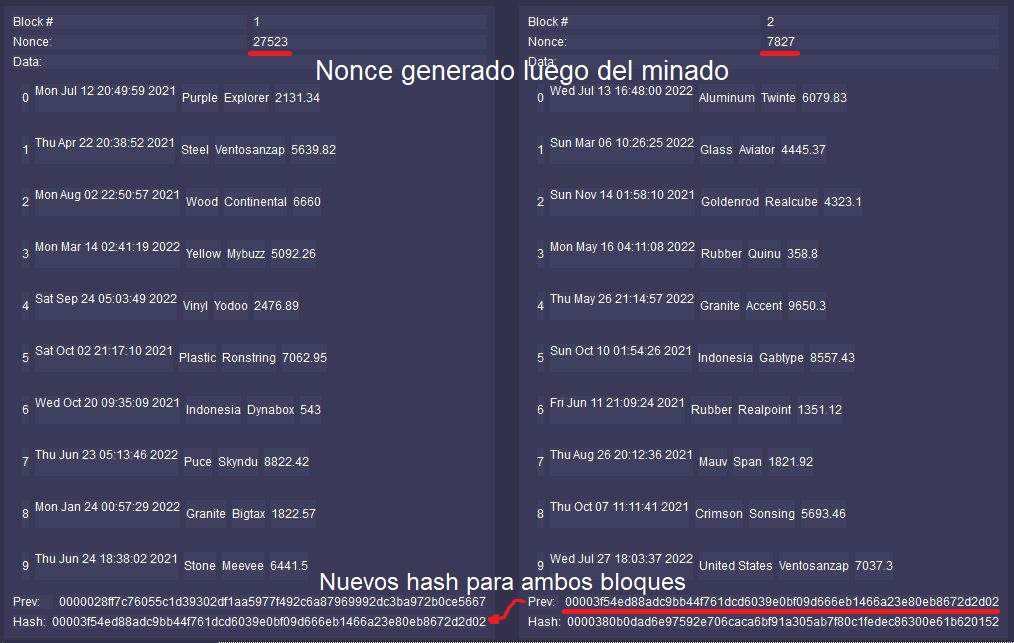 Block # 1
Nonce: 27523
Data:
0 Mon Jul 12 20:49:59 2021 Purple Explorer 2131.34
1 Thu Apr 22 20:38:52 2021 Steel Ventosanzap 5639.82
2 Mon Aug 02 22:50:57 2021 Wood Continental 6660
3 Mon Mar 14 02:41:19 2022 Yellow Mybuzz 5092.26
4 Sat Sep 24 05:03:49 2022 Vinyl Yodoo 2476.89
5 Sat Oct 02 21:17:10 2021 Plastic Ronstring 7062.95
6 Wed Oct 20 09:35:09 2021 Indonesia Dynabox 543
7 Thu Jun 23 05:13:46 2022 Puce Skyndu 8822.42
8 Mon Jan 24 00:57:29 2022 Granite Bigtax 1822.57
9 Thu Jun 24 18:38:02 2021 Stone Meevee 6441.5
Prev: 0000028ff7c76055c1d39302df1aa5977f492c6a87969992dc3ba972b0ce5667
Hash: 00003f54ed88adc9bb44f761dcd6039e0bf09d666eb1466a23e80eb8672d2d02
Block # 2
Nonce: 7827
Data:
0 Wed Jul 13 16:48:00 2022 Aluminum Twinte 6079.83
1 Sun Mar 06 10:26:25 2022 Glass Aviator 4445.37
2 Sun Nov 14 01:58:10 2021 Goldenrod Realcube 4323.1
3 Mon May 16 04:11:08 2022 Rubber Quinu 358.8
4 Thu May 26 21:14:57 2022 Granite Accent 9650.3
5 Sun Oct 10 01:54:26 2021 Indonesia Gabtype 8557.43
6 Fri Jun 11 21:09:24 2021 Rubber Realpoint 1351.12
7 Thu Aug 26 20:12:36 2021 Mauv Span 1821.92
8 Thu Oct 07 11:11:41 2021 Crimson Sonsing 5693.46
9 Wed Jul 27 18:03:37 2022 United States Ventosanzap 7037.3
Prev: 00003f54ed88adc9bb44f761dcd6039e0bf09d666eb1466a23e80eb8672d2d02
Hash: 0000380b0dad6e97592e706caca6bf91a305ab7f80c1fedec86300e61b620152
Nonce generado luego del minado
Nuevos hash para ambos bloques